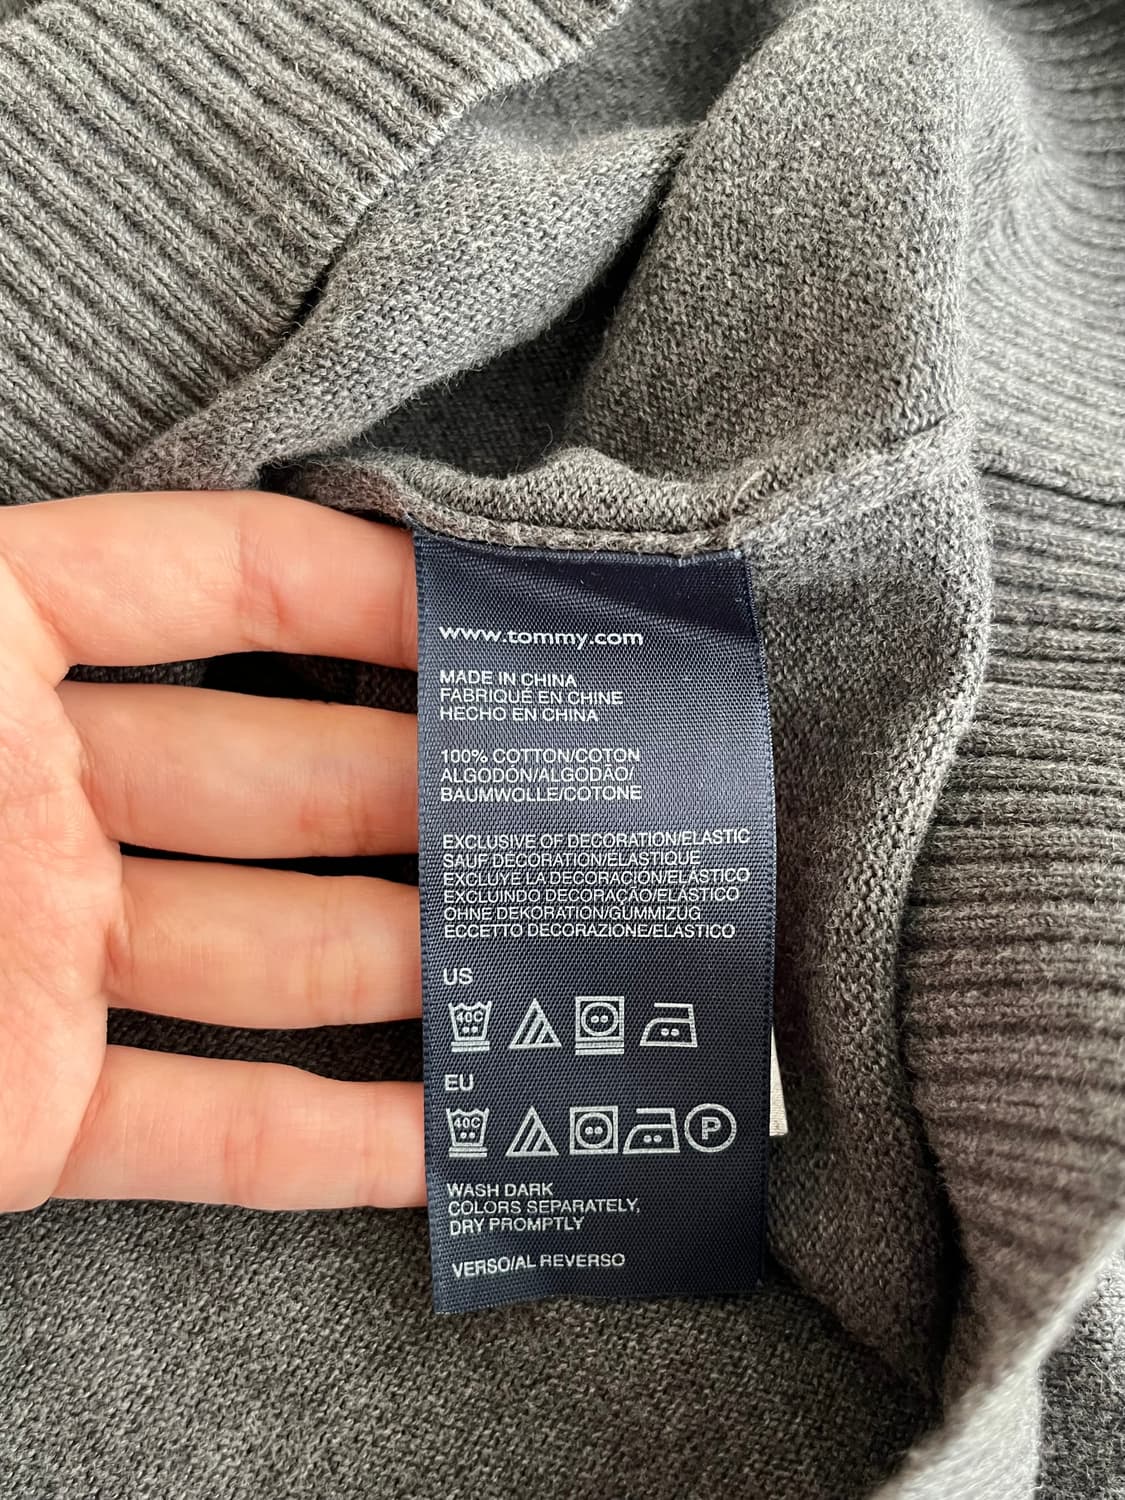 www.tommy.com
MADE IN CHINA
FABRIQUÉ EN CHINE
HECHO EN CHINA
100% COTTON/COTON
ALGODÓN/ALGODÃO/
BAUMWOLLE/COTONE
EXCLUSIVE OF DECORATION/ELASTIC
SAUF DÉCORATION/ÉLASTIQUE
EXCLUYE LA DECORACIÓN/ELÁSTICO
EXCLUINDO DECORAÇÃO/ELÁSTICO
OHNE DEKORATION/GUMMIZUG
ECCETTO DECORAZIONE/ELASTICO
US
40C
EU
40C P
WASH DARK
COLORS SEPARATELY,
DRY PROMPTLY
VERSO/AL REVERSO